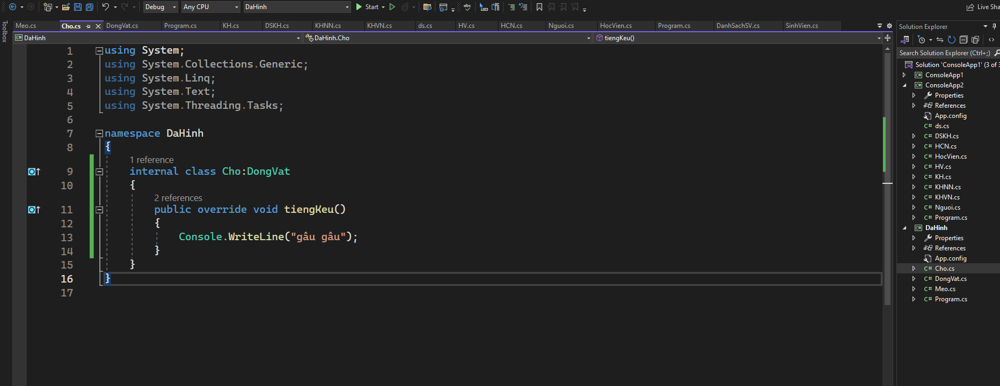 Debug
Any CPU
DaHinh
Start
abc
Live Sha
Toolbox
Meo.cs
Cho.cs
DongVat.cs
Program.cs
KH.cs
DSKH.cs
KHNN.cs
KHVN.cs
ds.cs
HV.cs
HCN.cs
Nguoi.cs
HocVien.cs
Program.cs
DanhSachSV.cs
SinhVien.cs
C# DaHinh
DaHinh.Cho
tiengKeu()
1 using System;
2 using System.Collections.Generic;
3 using System.Linq;
4 using System.Text;
5 using System.Threading.Tasks;
6
7 namespace DaHinh
8 {
1 reference
9 internal class Cho:DongVat
10 {
2 references
11 public override void tiengKeu()
12 {
13 Console.WriteLine("gâu gâu");
14 }
15 }
16 }
17
Solution Explorer
Search Solution Explorer (Ctrl+;)
Solution 'ConsoleApp1' (3 of 3
C# ConsoleApp1
C# ConsoleApp2
Properties
References
App.config
C# ds.cs
C# DSKH.cs
C# HCN.cs
C# HocVien.cs
C# HV.cs
C# KH.cs
C# KHNN.cs
C# KHVN.cs
C# Nguoi.cs
C# Program.cs
C# DaHinh
Properties
References
App.config
C# Cho.cs
C# DongVat.cs
C# Meo.cs
C# Program.cs